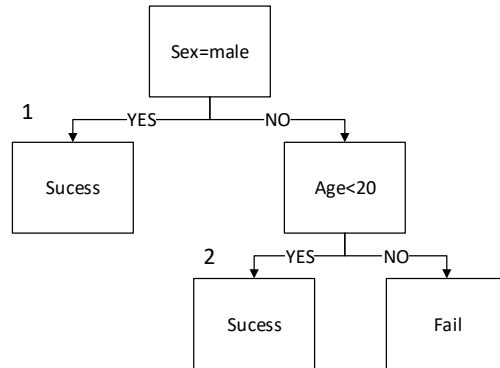 Sex=male
1
YES
NO
Sucess
Age<20
2
YES
NO
Sucess
Fail